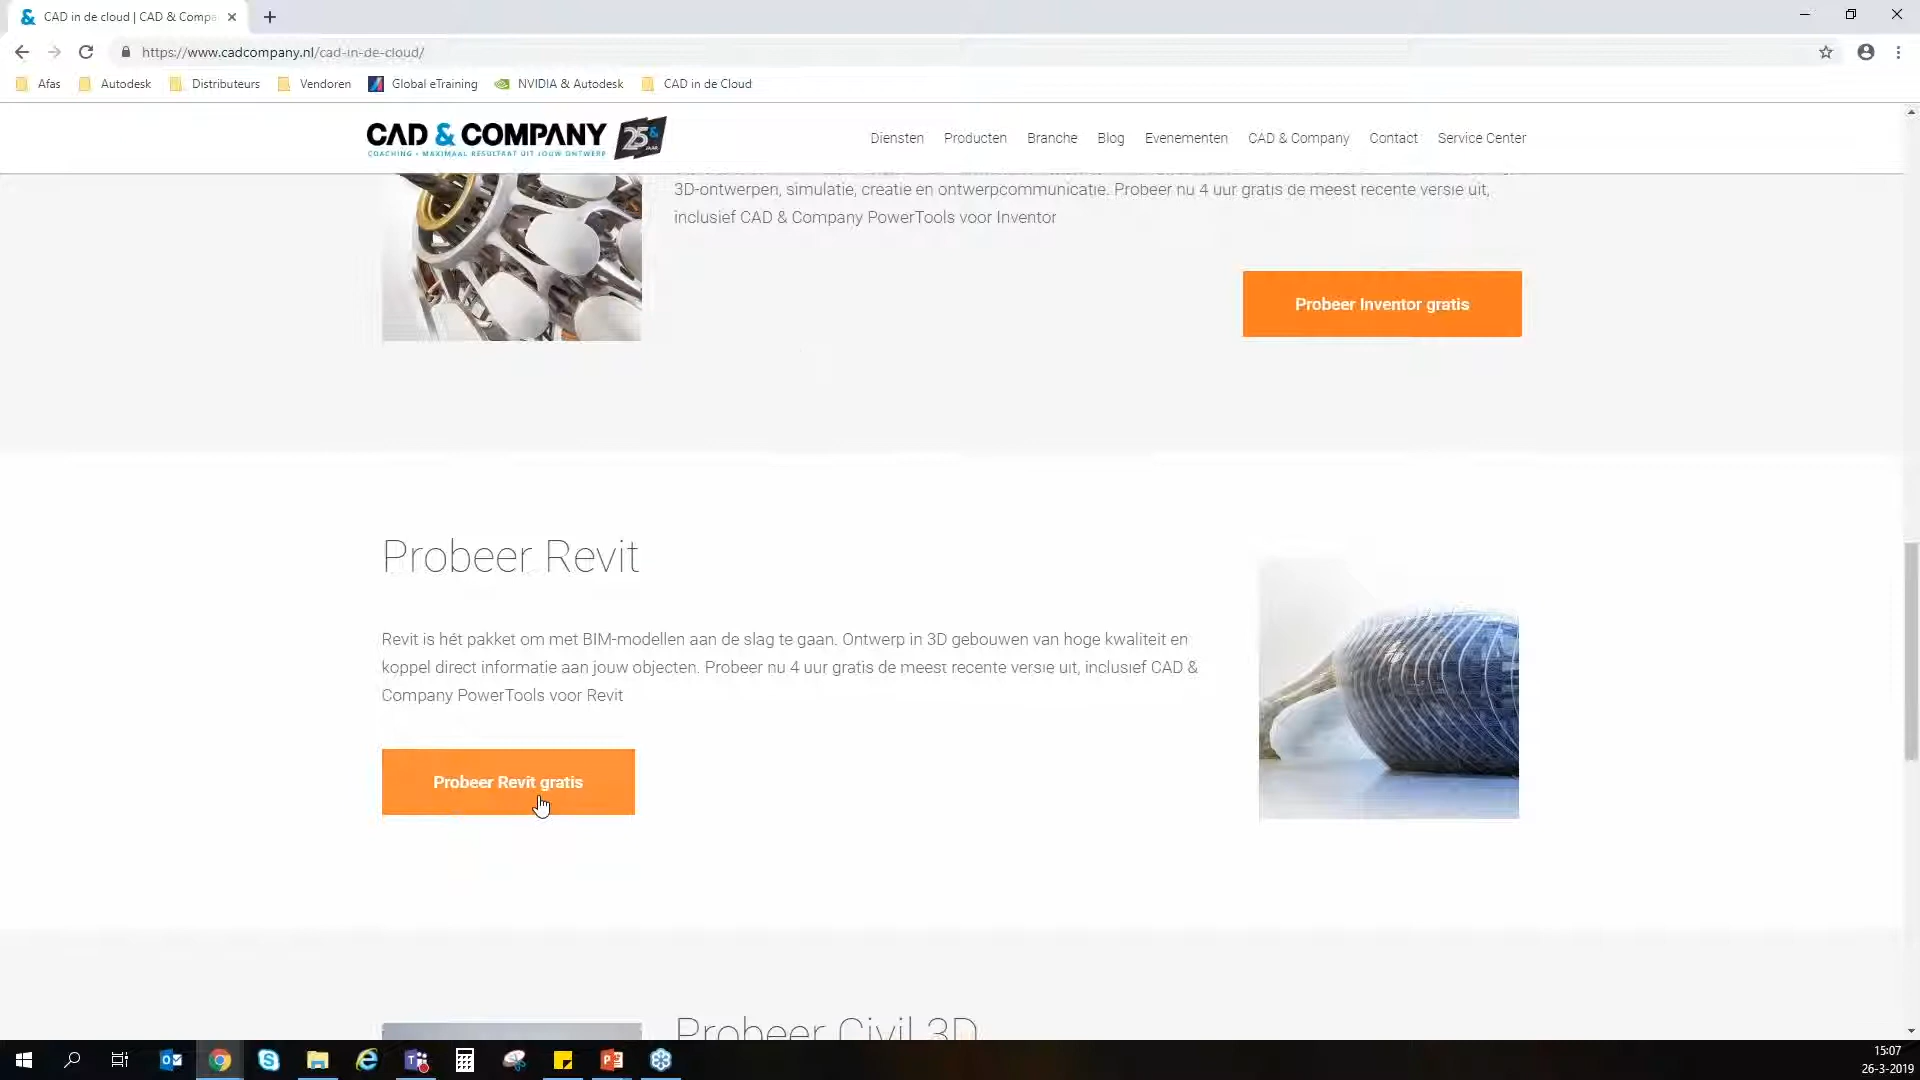 CAD in de cloud | CAD & Compa
https://www.cadcompany.nl/cad-in-de-cloud/
Afas Autodesk Distributeurs Vendoren Global eTraining NVIDIA & Autodesk CAD in de Cloud
CAD & COMPANY 25& JAAR
COACHING • MAXIMAAL RESULTAAT UIT JOUW ONTWERP
Diensten Producten Branche Blog Evenementen CAD & Company Contact Service Center
3D-ontwerpen, simulatie, creatie en ontwerpcommunicatie. Probeer nu 4 uur gratis de meest recente versie uit,
inclusief CAD & Company PowerTools voor Inventor
Probeer Inventor gratis
Probeer Revit
Revit is hét pakket om met BIM-modellen aan de slag te gaan. Ontwerp in 3D gebouwen van hoge kwaliteit en
koppel direct informatie aan jouw objecten. Probeer nu 4 uur gratis de meest recente versie uit, inclusief CAD &
Company PowerTools voor Revit
Probeer Revit gratis
Probeer Civil 3D
15:07
26-3-2019